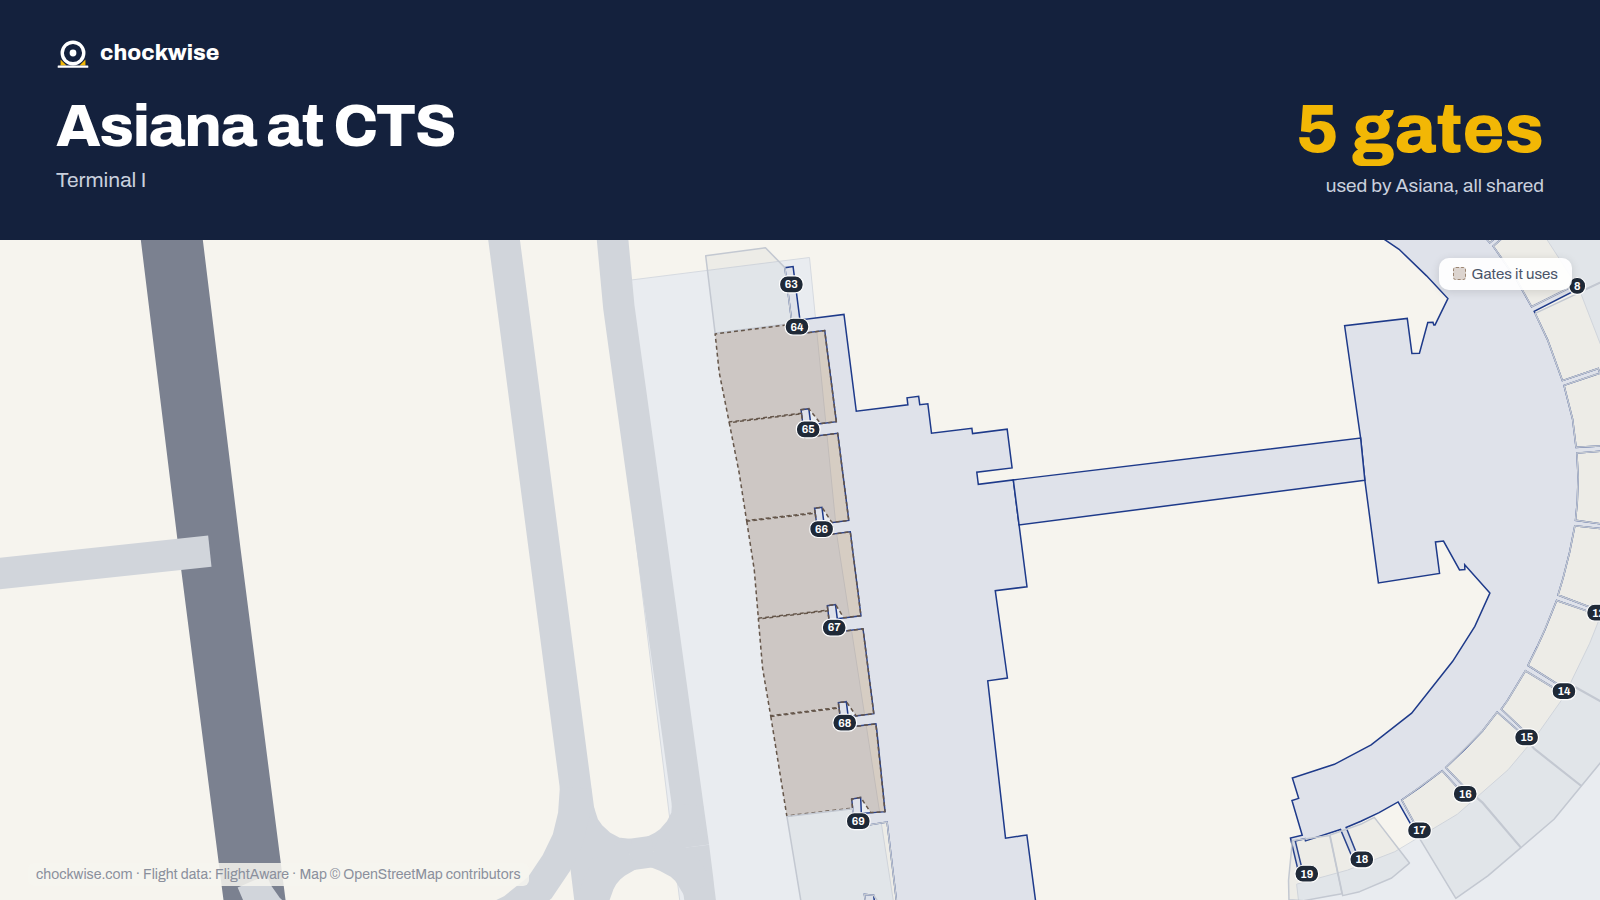 chockwise
Asiana at CTS
Terminal I
5 gates
used by Asiana, all shared
Gates it uses
63
64
65
66
67
68
69
8
14
15
16
17
18
19
chockwise.com · Flight data: FlightAware · Map © OpenStreetMap contributors